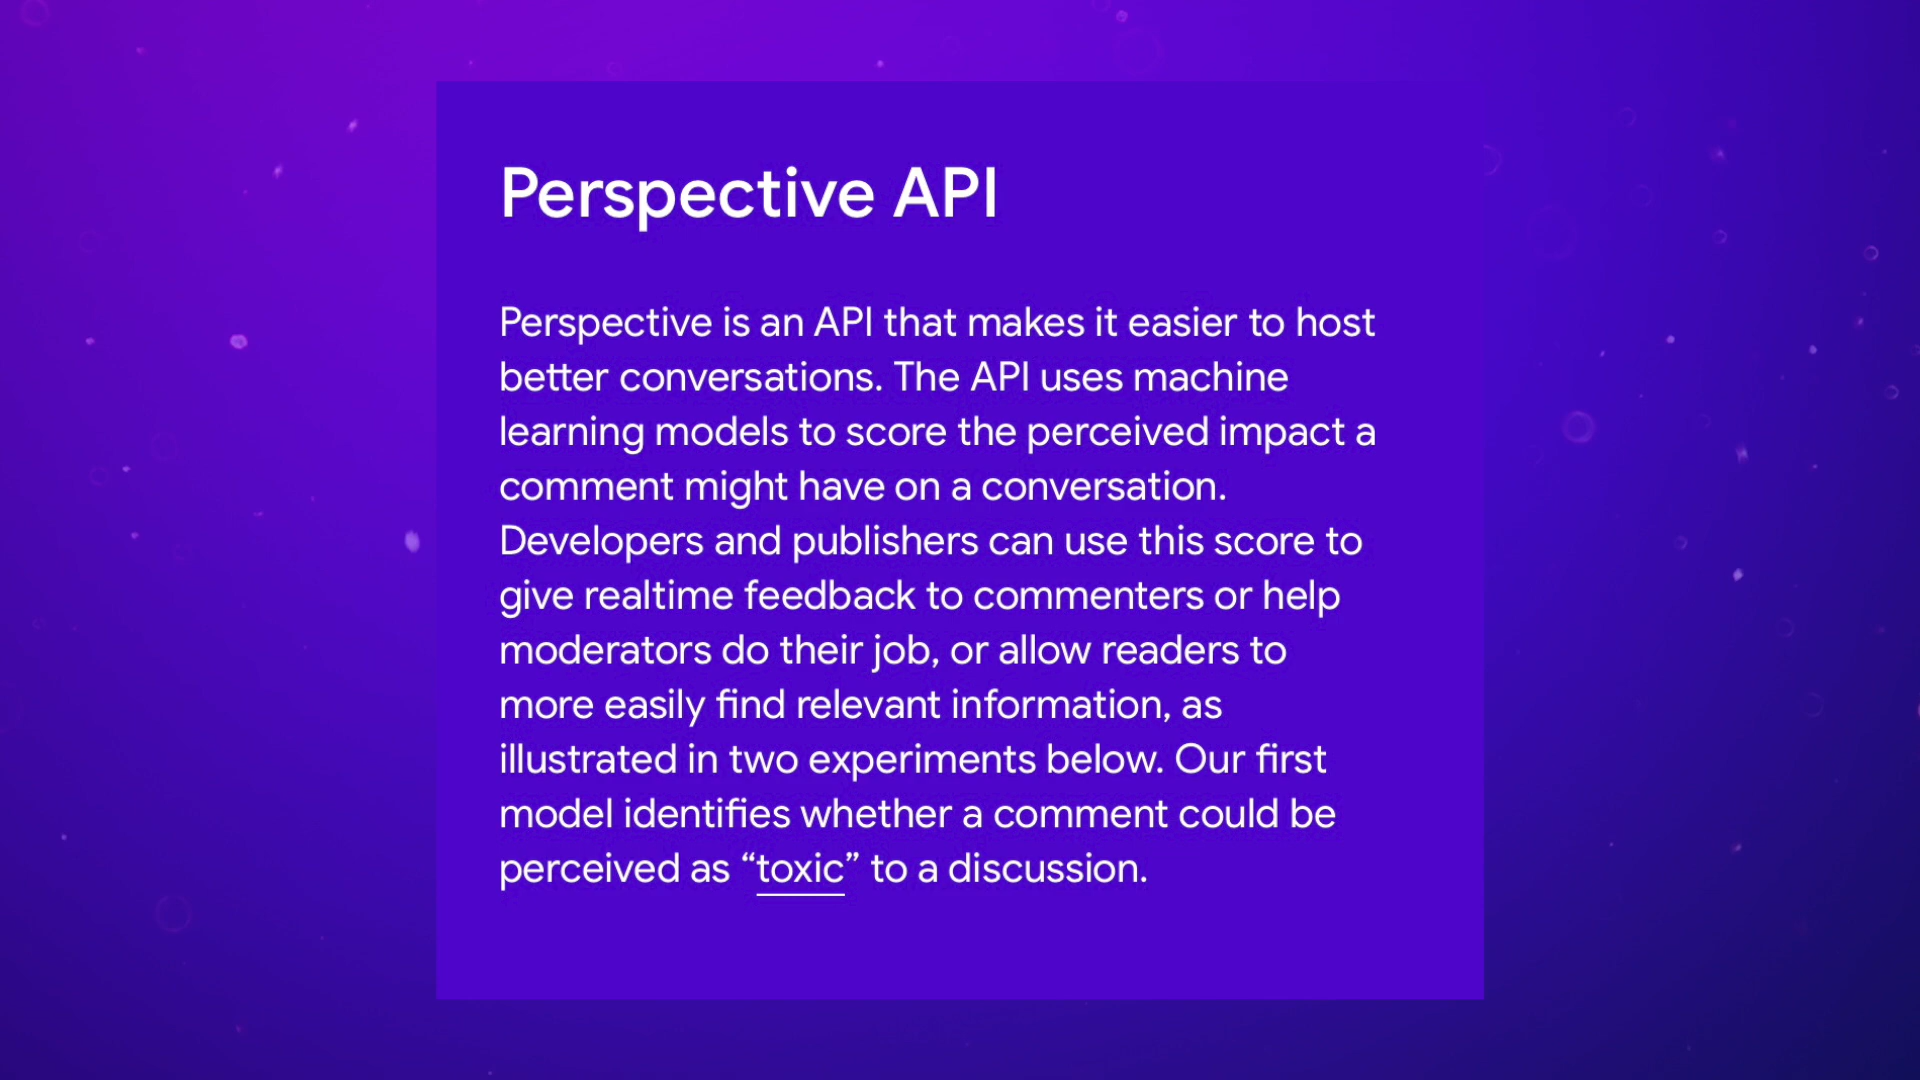 Perspective API
Perspective is an API that makes it easier to host
better conversations. The API uses machine
learning models to score the perceived impact a
comment might have on a conversation.
Developers and publishers can use this score to
give realtime feedback to commenters or help
moderators do their job, or allow readers to
more easily find relevant information, as
illustrated in two experiments below. Our first
model identifies whether a comment could be
perceived as “toxic” to a discussion.